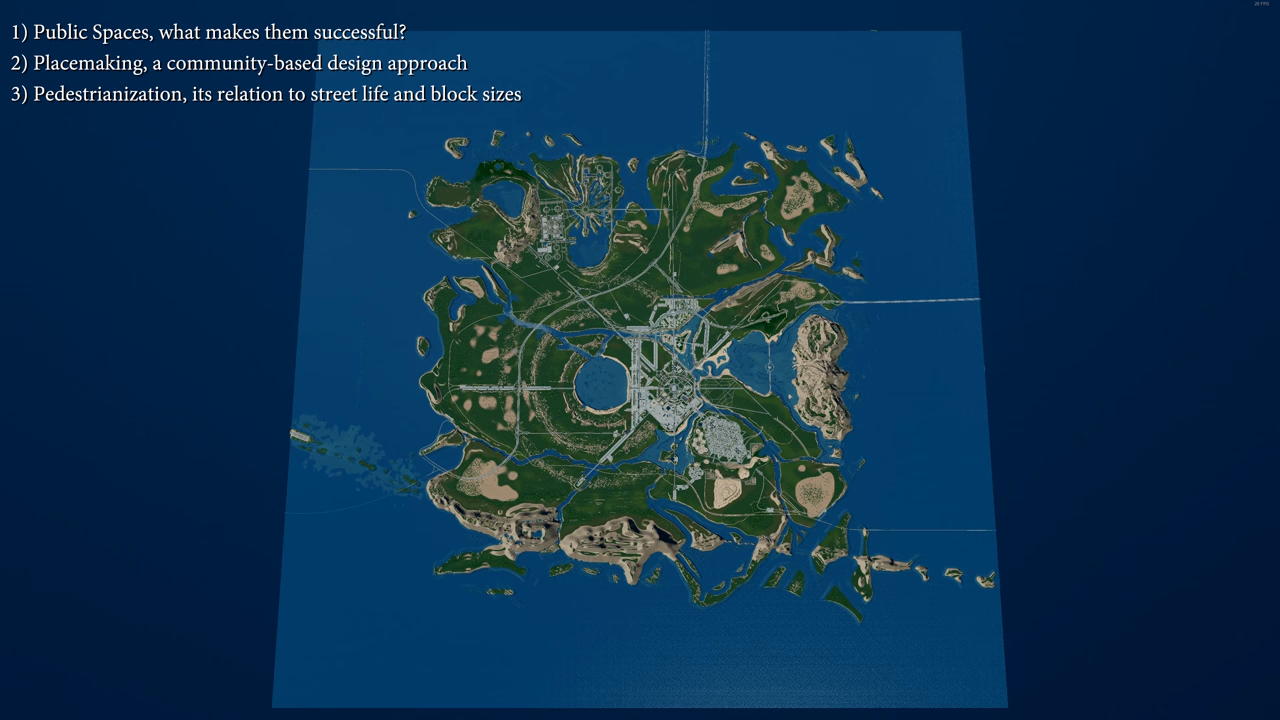 1) Public Spaces, what makes them successful?
2) Placemaking, a community-based design approach
3) Pedestrianization, its relation to street life and block sizes